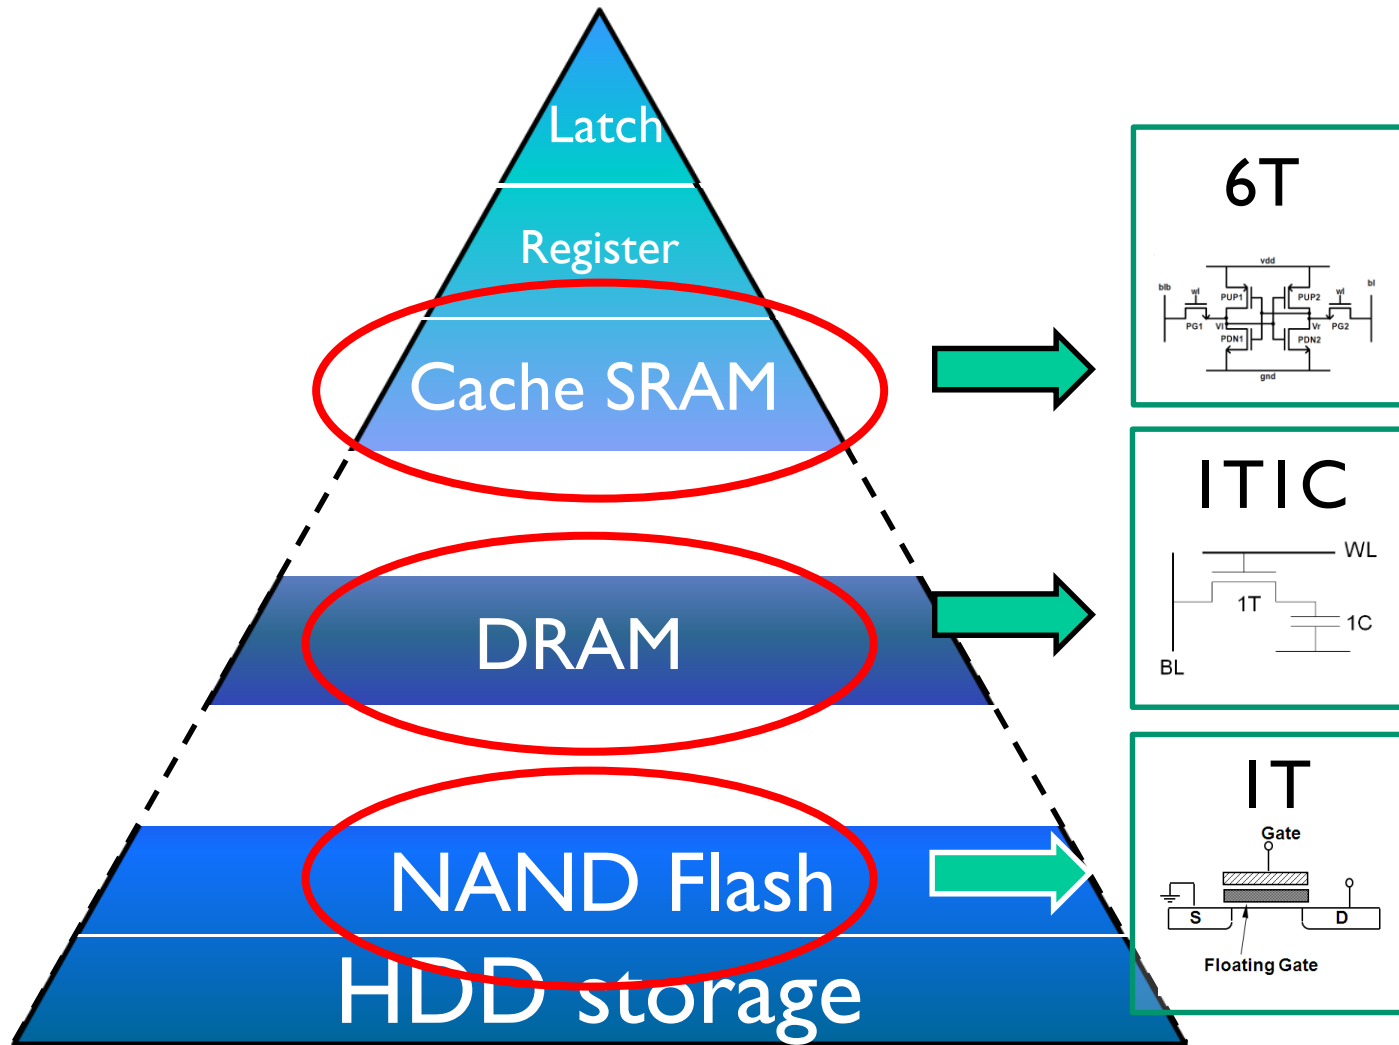 Latch
Register
Cache SRAM
DRAM
NAND Flash
HDD storage
6T
vdd
blb
wl
PUP1
PUP2
wl
bl
PG1
Vl
Vr
PG2
PDN1
PDN2
gnd
1T1C
WL
1T
1C
BL
1T
Gate
S
D
Floating Gate